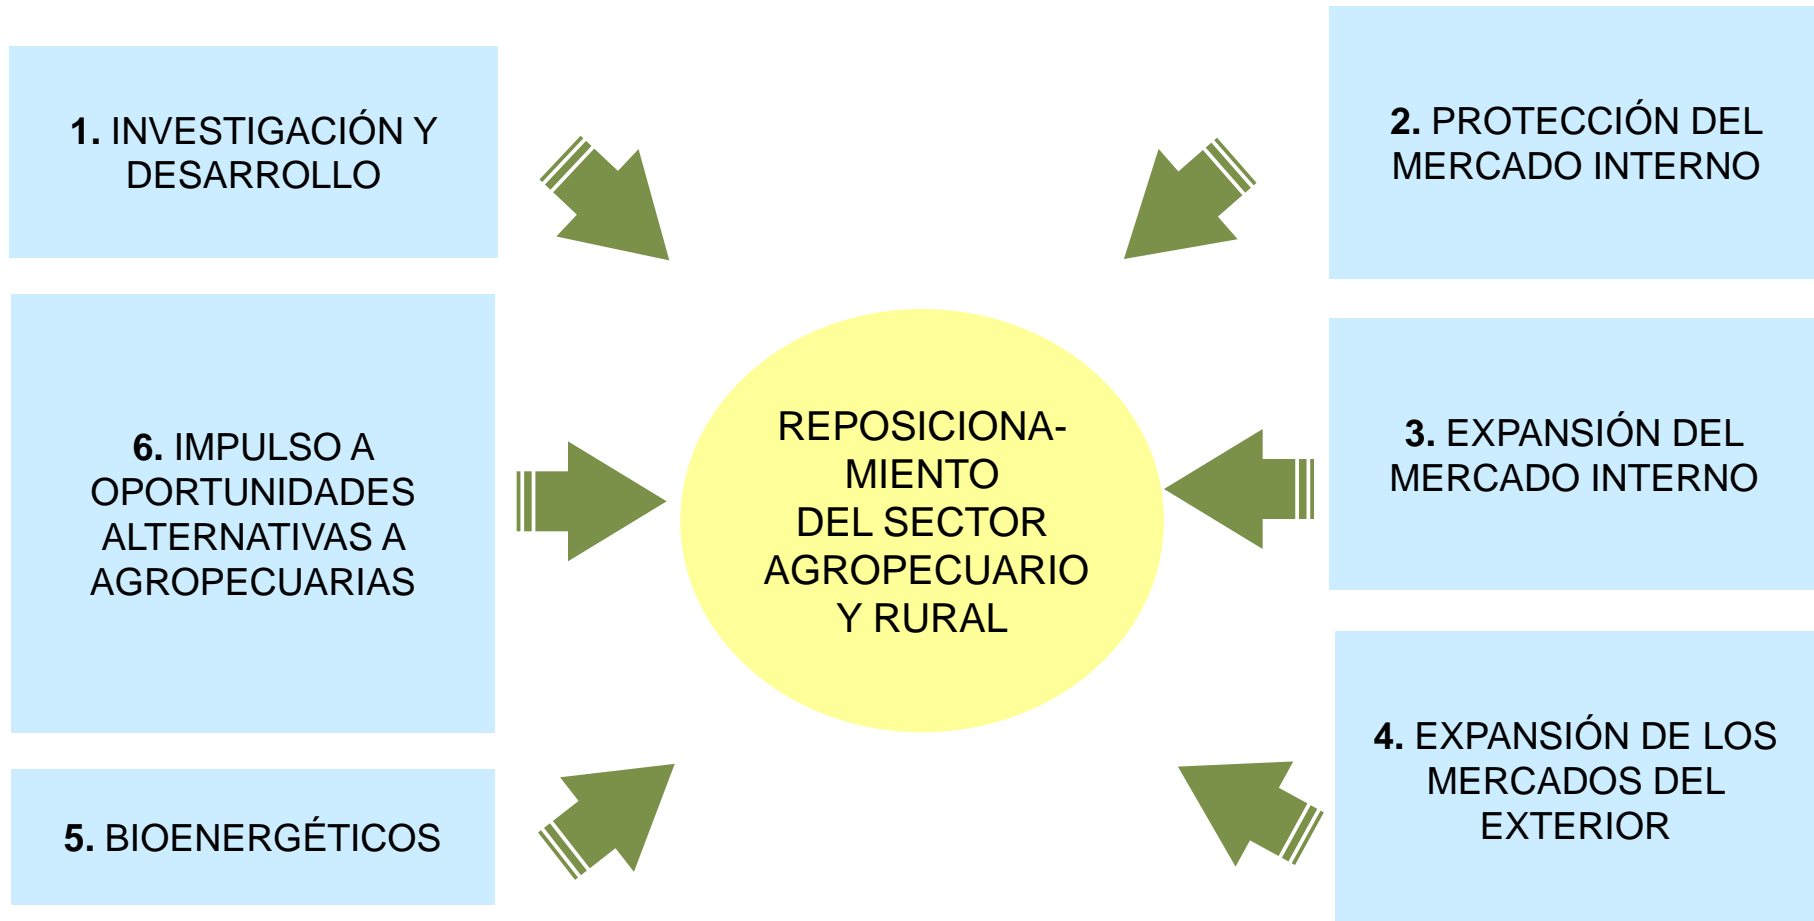 1. INVESTIGACIÓN Y
DESARROLLO
2. PROTECCIÓN DEL
MERCADO INTERNO
6. IMPULSO A
OPORTUNIDADES
ALTERNATIVAS A
AGROPECUARIAS
REPOSICIONA-
MIENTO
DEL SECTOR
AGROPECUARIO
Y RURAL
3. EXPANSIÓN DEL
MERCADO INTERNO
4. EXPANSIÓN DE LOS
MERCADOS DEL
EXTERIOR
5. BIOENERGÉTICOS